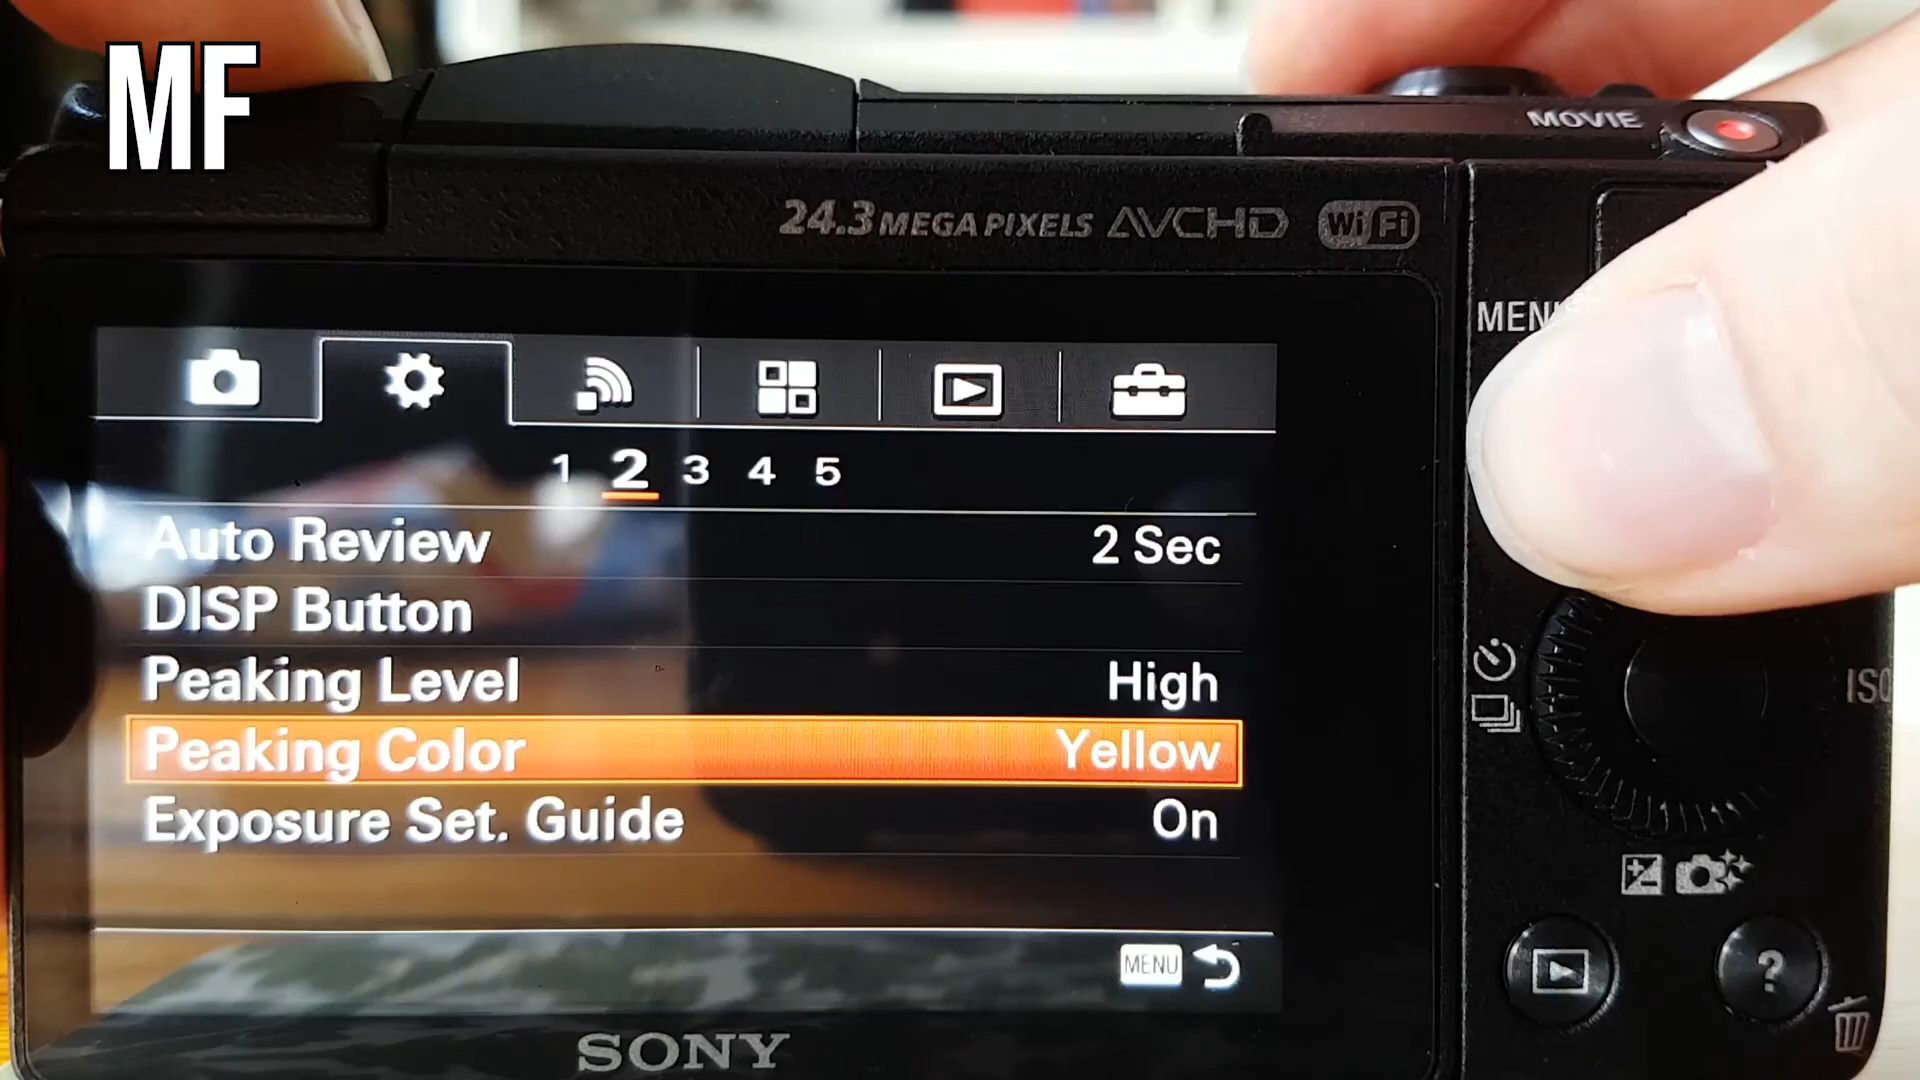 MF
MOVIE
24.3 MEGA PIXELS AVCHD Wi Fi
MENU
1 2 3 4 5
Auto Review 2 Sec
DISP Button
Peaking Level High
Peaking Color Yellow
Exposure Set. Guide On
ISO
MENU
?
SONY